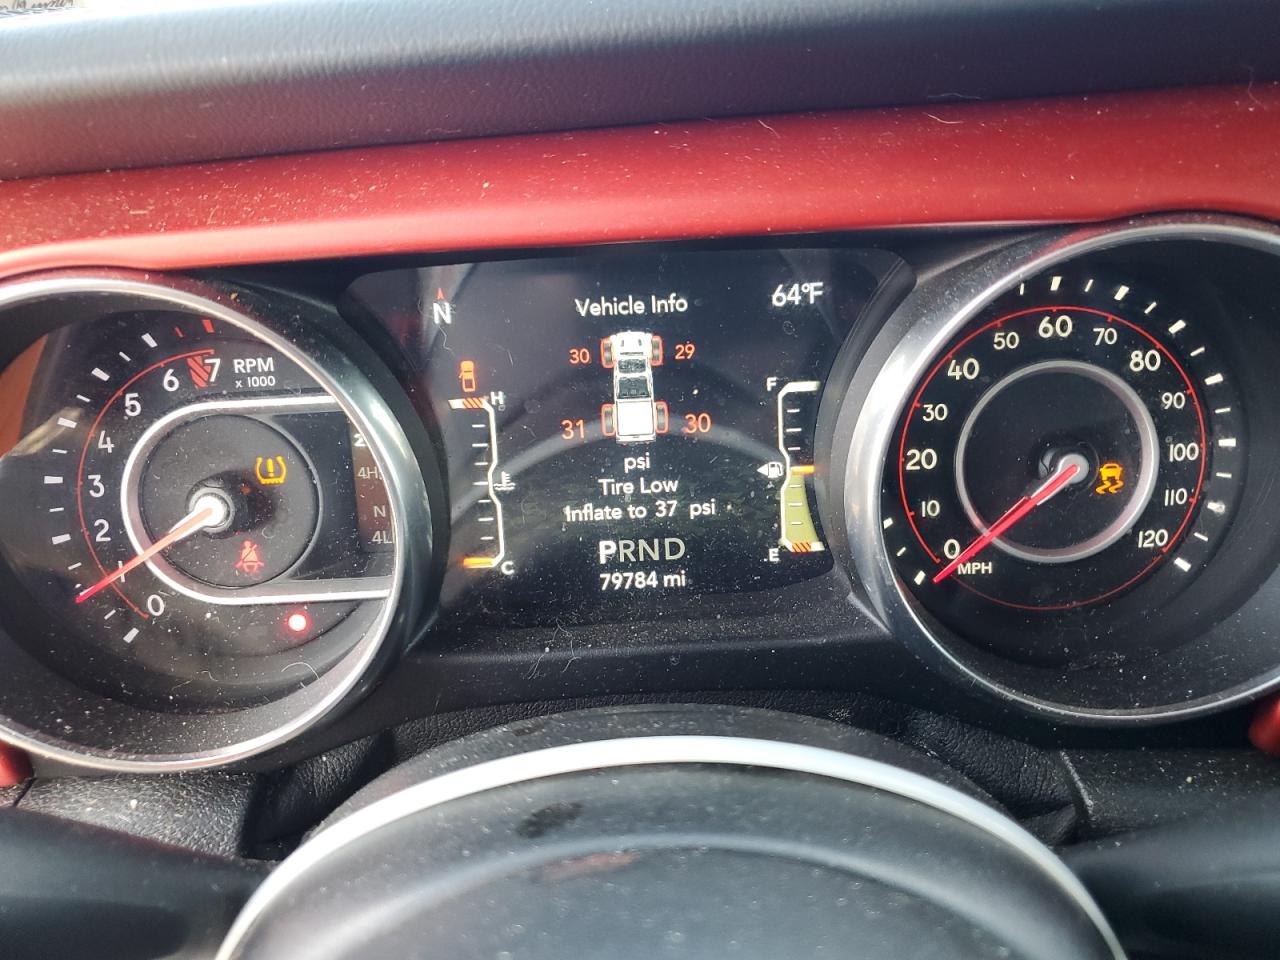 N
Vehicle Info
64°F
30 29
31 30
psi
Tire Low
Inflate to 37 psi
PRND
79784 mi
H
C
F
E
RPM
x 1000
0
1
2
3
4
5
6
7
4H
N
4L
0
10
20
30
40
50
60
70
80
90
100
110
120
MPH